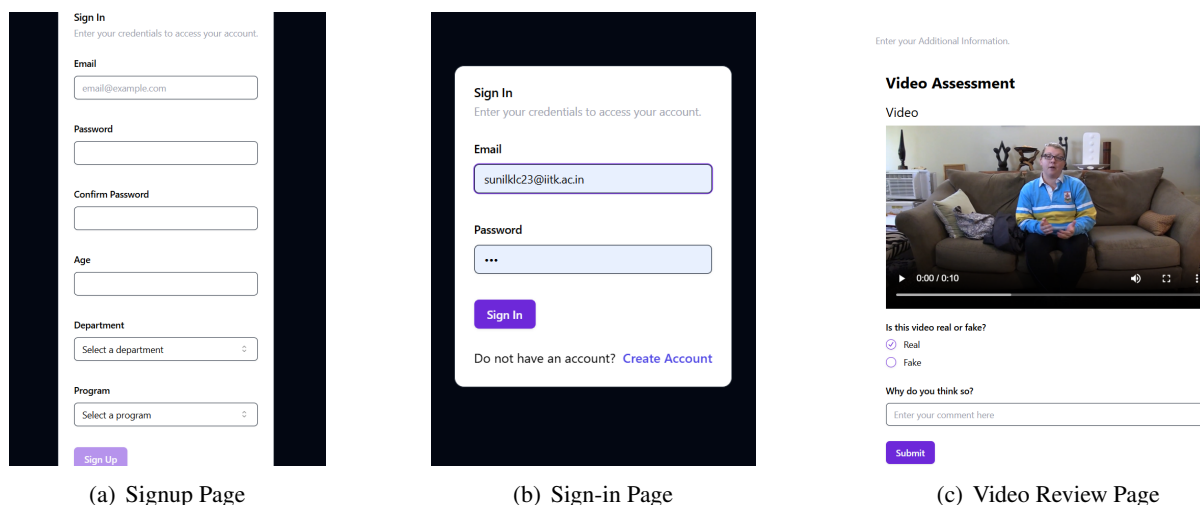 Sign In
Enter your credentials to access your account.
Email
email@example.com
Password
Confirm Password
Age
Department
Select a department
Program
Select a program
Sign Up
(a) Signup Page
Sign In
Enter your credentials to access your account.
Email
sunilklc23@iitk.ac.in
Password
•••
Sign In
Do not have an account? Create Account
(b) Sign-in Page
Enter your Additional Information.
Video Assessment
Video
0:00 / 0:10
Is this video real or fake?
Real
Fake
Why do you think so?
Enter your comment here
Submit
(c) Video Review Page